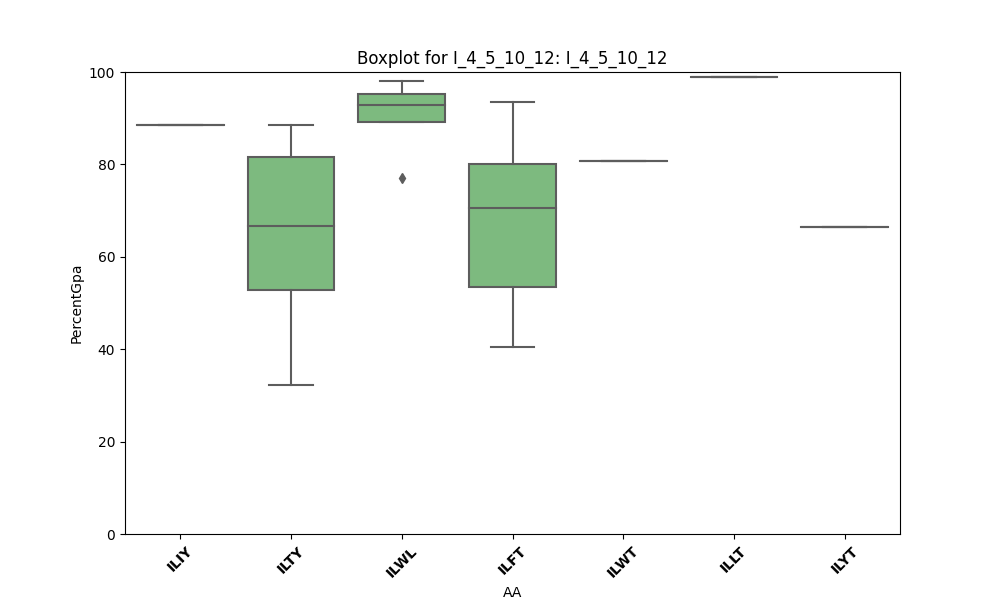 Boxplot for I_4_5_10_12: I_4_5_10_12
100
80
60
40
20
0
PercentGpa
ILIY
ILTY
ILWL
ILFT
ILWT
ILLT
ILYT
AA